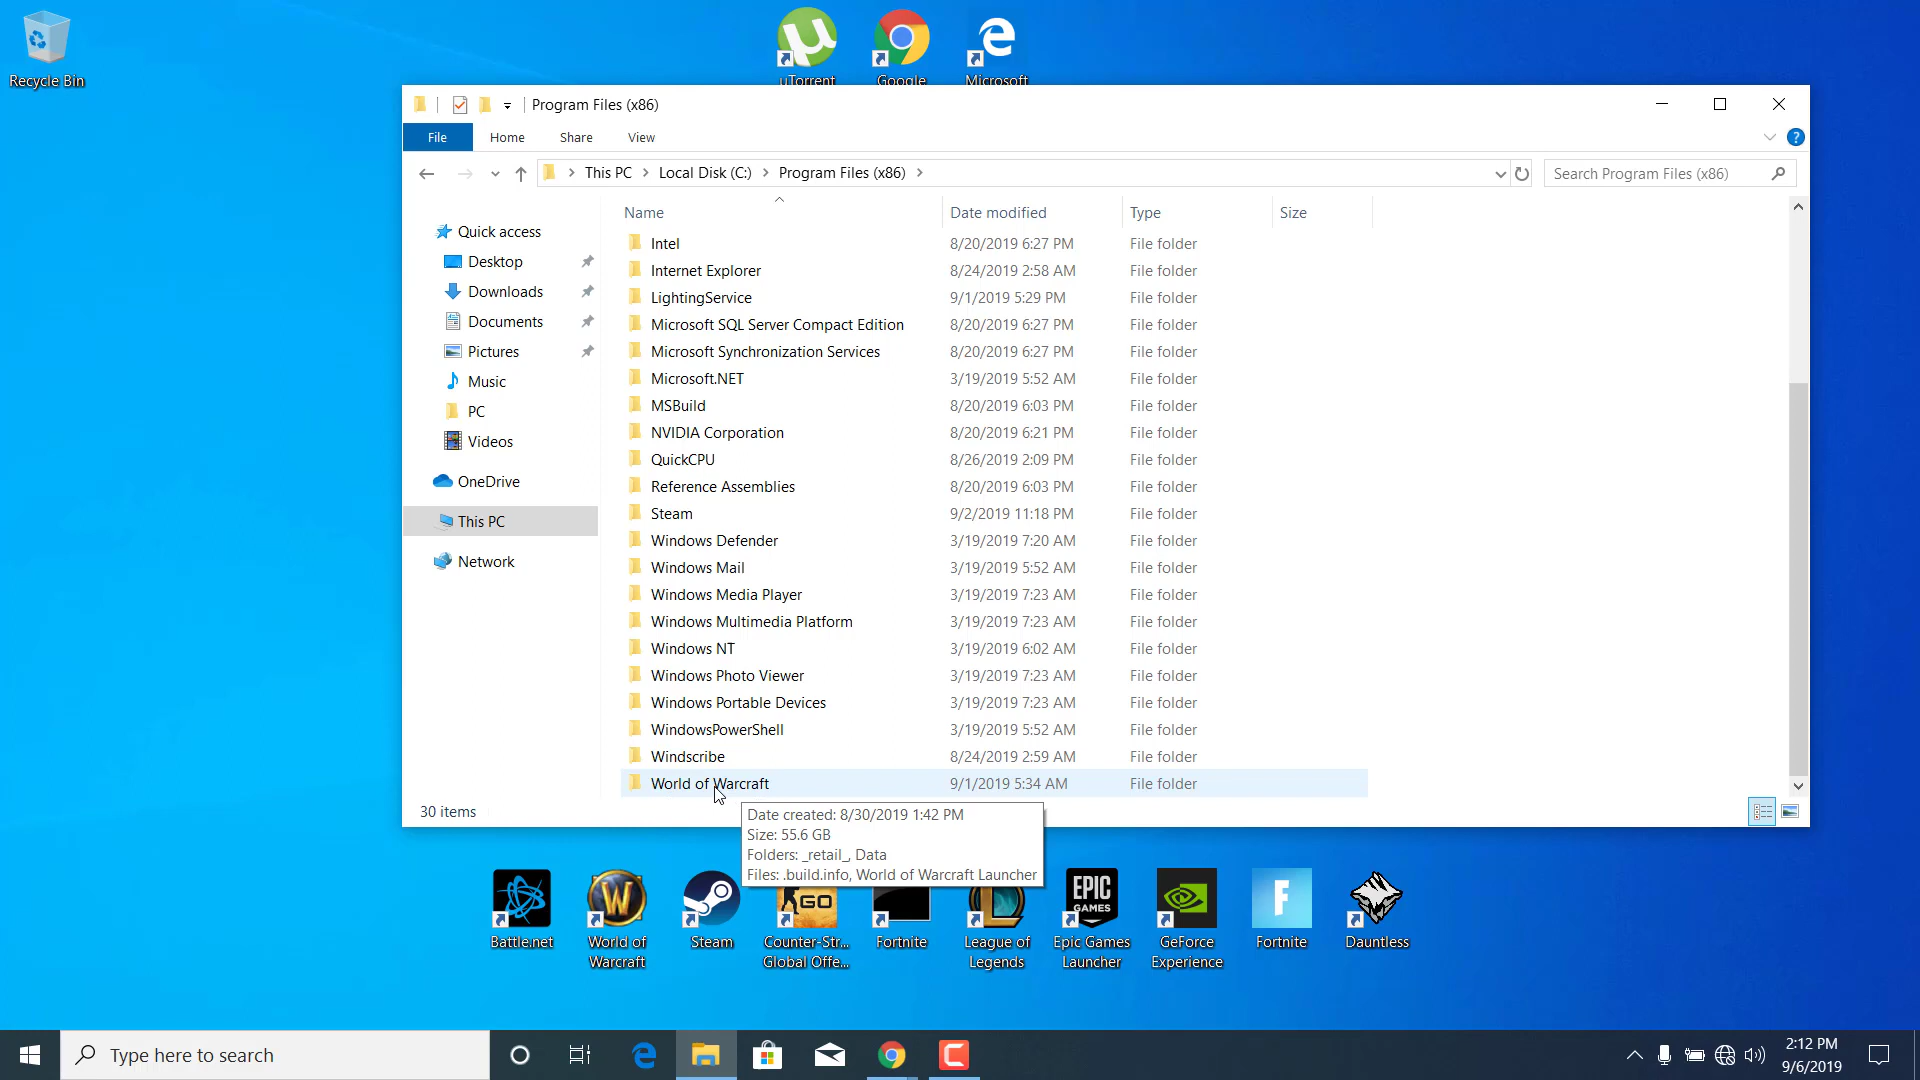 Recycle Bin
µTorrent
Google
Microsoft
Program Files (x86)
File
Home
Share
View
This PC
Local Disk (C:)
Program Files (x86)
Search Program Files (x86)
Name
Date modified
Type
Size
Quick access
Desktop
Downloads
Documents
Pictures
Music
PC
Videos
OneDrive
This PC
Network
Intel 8/20/2019 6:27 PM File folder
Internet Explorer 8/24/2019 2:58 AM File folder
LightingService 9/1/2019 5:29 PM File folder
Microsoft SQL Server Compact Edition 8/20/2019 6:27 PM File folder
Microsoft Synchronization Services 8/20/2019 6:27 PM File folder
Microsoft.NET 3/19/2019 5:52 AM File folder
MSBuild 8/20/2019 6:03 PM File folder
NVIDIA Corporation 8/20/2019 6:21 PM File folder
QuickCPU 8/26/2019 2:09 PM File folder
Reference Assemblies 8/20/2019 6:03 PM File folder
Steam 9/2/2019 11:18 PM File folder
Windows Defender 3/19/2019 7:20 AM File folder
Windows Mail 3/19/2019 5:52 AM File folder
Windows Media Player 3/19/2019 7:23 AM File folder
Windows Multimedia Platform 3/19/2019 7:23 AM File folder
Windows NT 3/19/2019 6:02 AM File folder
Windows Photo Viewer 3/19/2019 7:23 AM File folder
Windows Portable Devices 3/19/2019 7:23 AM File folder
WindowsPowerShell 3/19/2019 5:52 AM File folder
Windscribe 8/24/2019 2:59 AM File folder
World of Warcraft 9/1/2019 5:34 AM File folder
30 items
Date created: 8/30/2019 1:42 PM
Size: 55.6 GB
Folders: _retail_, Data
Files: .build.info, World of Warcraft Launcher
GO
EPIC
GAMES
F
Battle.net
World of
Warcraft
Steam
Counter-Str...
Global Offe...
Fortnite
League of
Legends
Epic Games
Launcher
GeForce
Experience
Fortnite
Dauntless
Type here to search
2:12 PM
9/6/2019